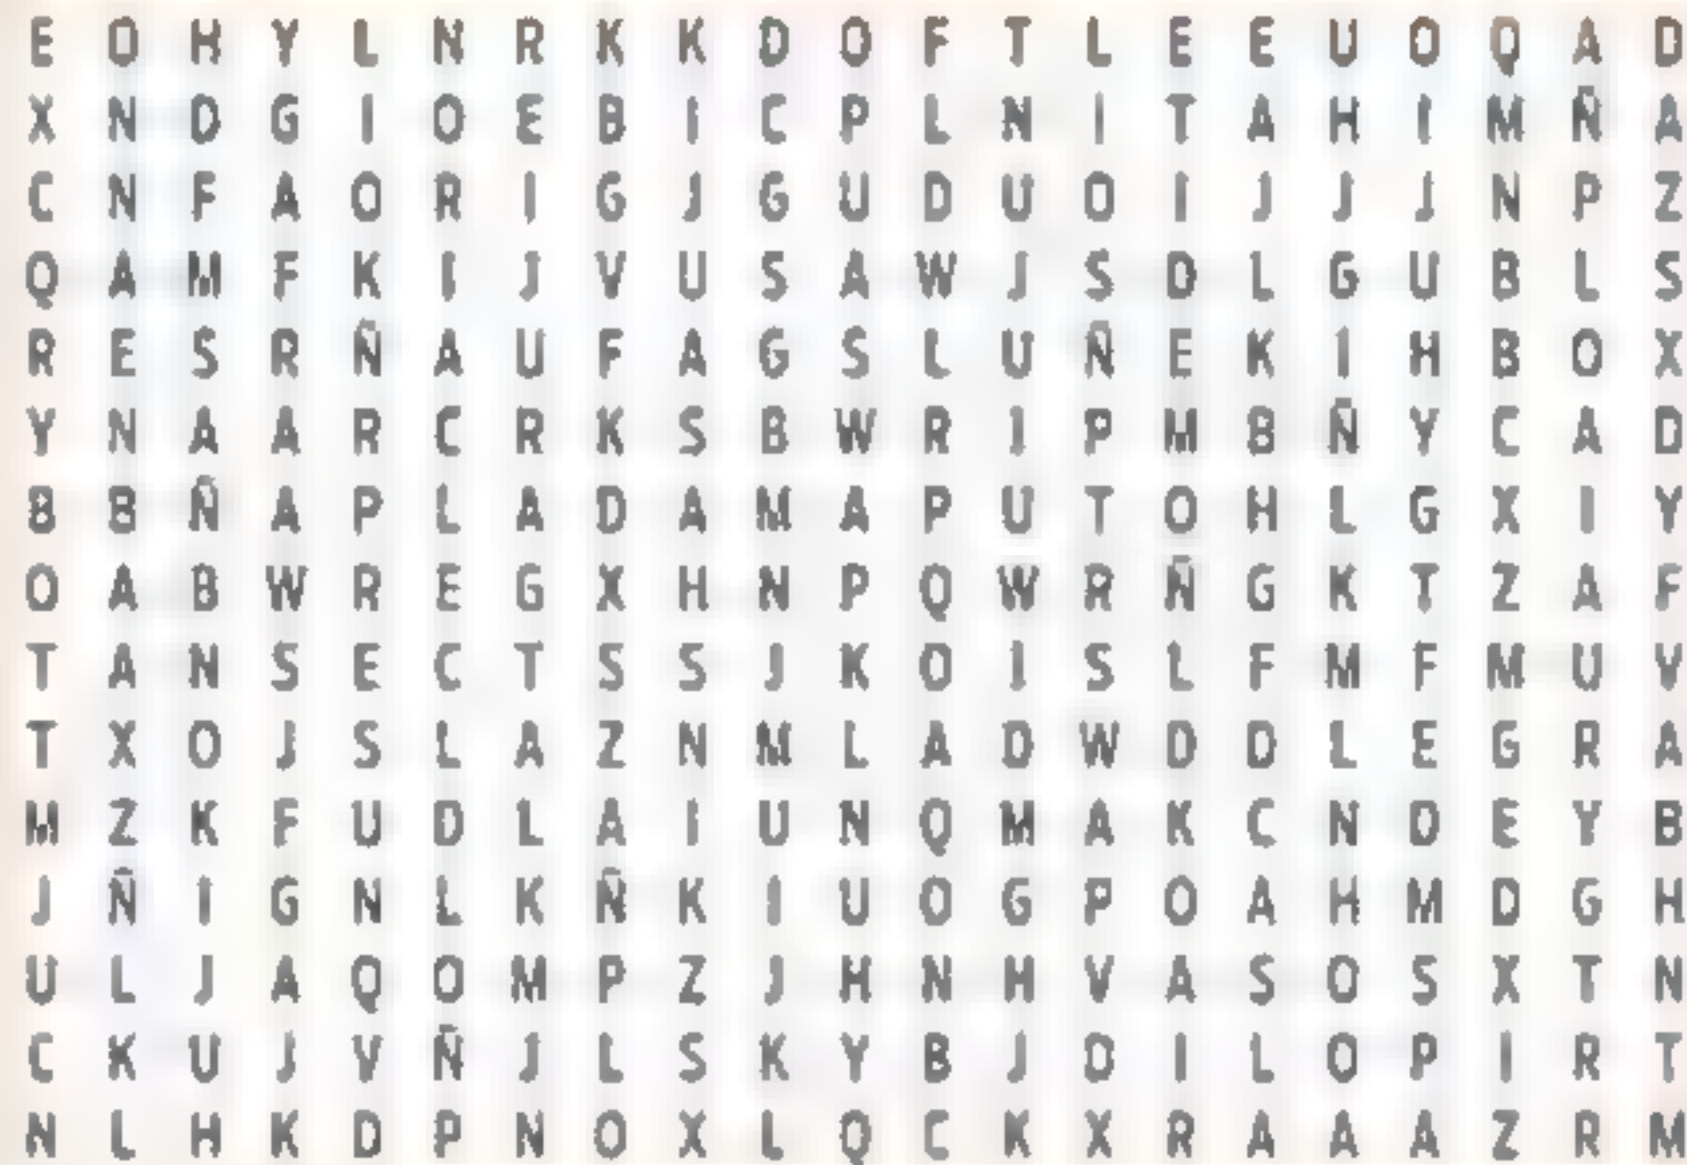 E O H Y L N R K K D O F T L E E U O Q A D
X N D G I O E B I C P L N I T A H I M Ñ A
C N F A O R I G J G U D U O I J J J N P Z
Q A M F K I J V U S A W J S D L G U B L S
R E S R Ñ A U F A G S L U Ñ E K I H B O X
Y N A A R C R K S B W R I P M B Ñ Y C A D
B B Ñ A P L A D A M A P U T O H L G X I Y
O A B W R E G X H N P Q W R Ñ G K T Z A F
T A N S E C T S S J K O I S L F M F M U V
T X O J S L A Z N M L A D W D D L E G R A
M Z K F U D L A I U N Q M A K C N D E Y B
J Ñ I G N L K Ñ K I U O G P O A H M D G H
U L J A Q O M P Z J H N H V A S O S X T N
C K U J V Ñ J L S K Y B J O I L O P I R T
N L H K D P N O X L Q C K X R A A A Z R M